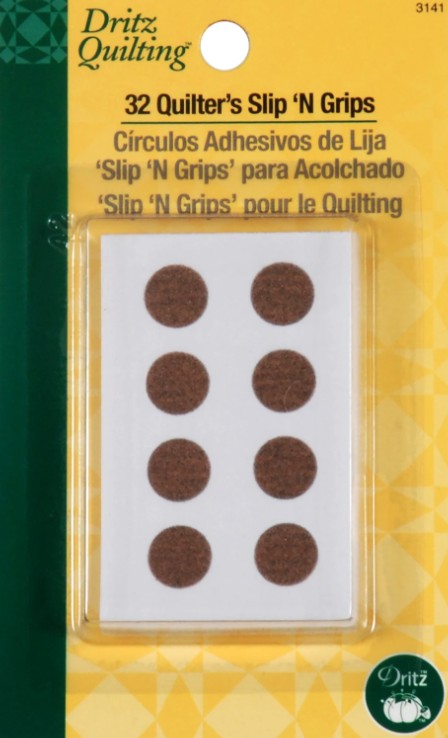 3141
Dritz
Quilting™
32 Quilter's Slip 'N Grips
Círculos Adhesivos de Lija
'Slip 'N Grips' para Acolchado
'Slip 'N Grips' pour le Quilting
Dritz